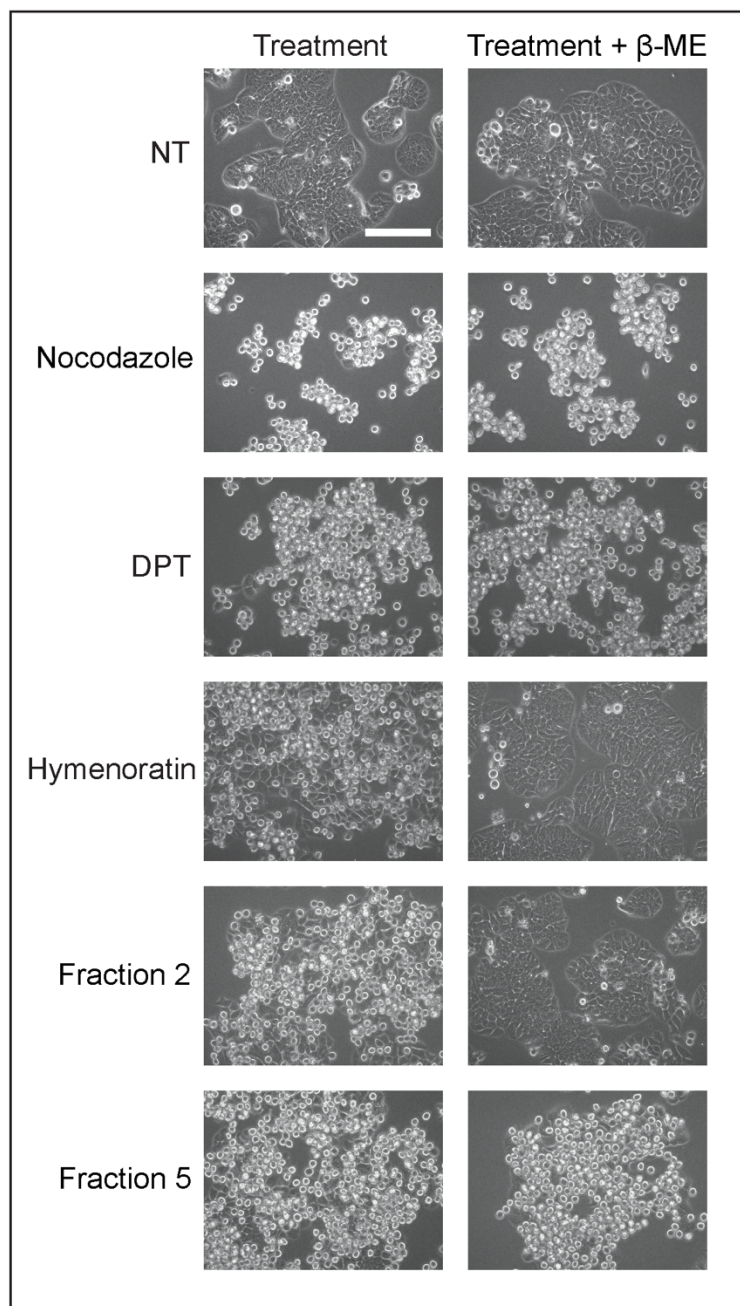 Treatment
Treatment + β-ME
NT
Nocodazole
DPT
Hymenoratin
Fraction 2
Fraction 5